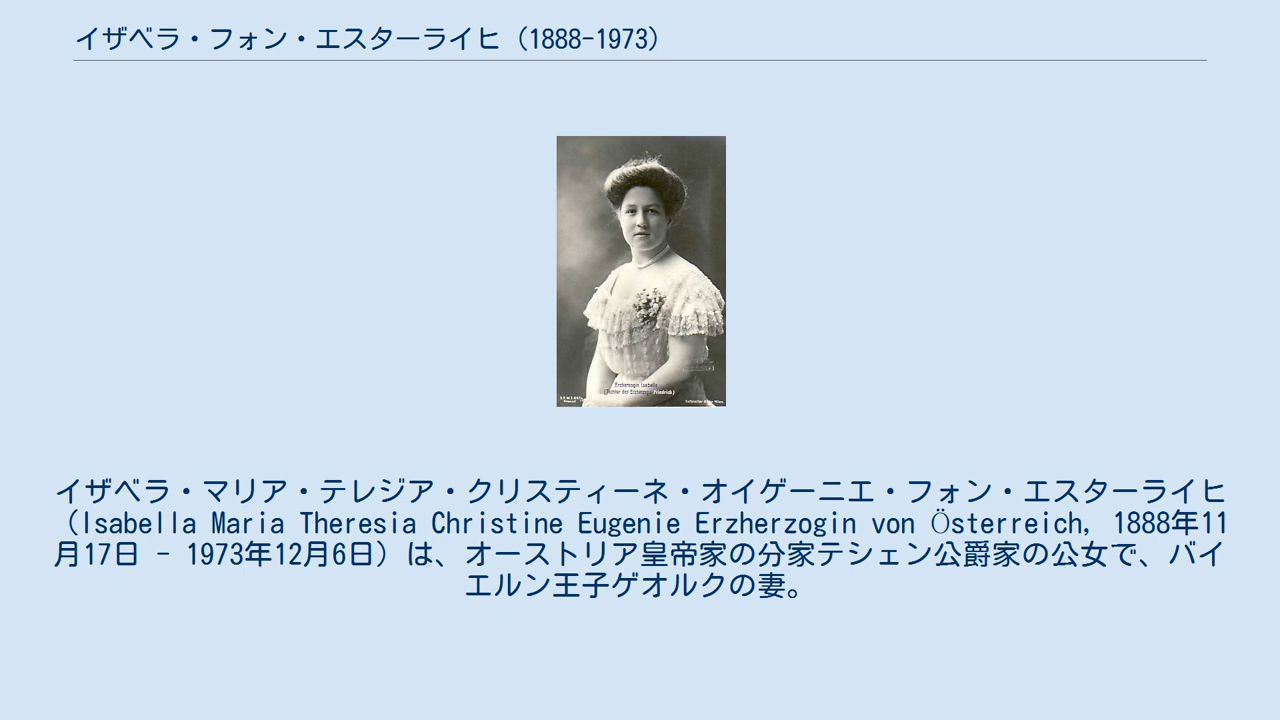 イザベラ・フォン・エスターライヒ（1888-1973）
Erzherzogin Isabella
イザベラ・マリア・テレジア・クリスティーネ・オイゲーニエ・フォン・エスターライヒ
（Isabella Maria Theresia Christine Eugenie Erzherzogin von Österreich, 1888年11
月17日 - 1973年12月6日）は、オーストリア皇帝家の分家テシェン公爵家の公女で、バイ
エルン王子ゲオルクの妻。